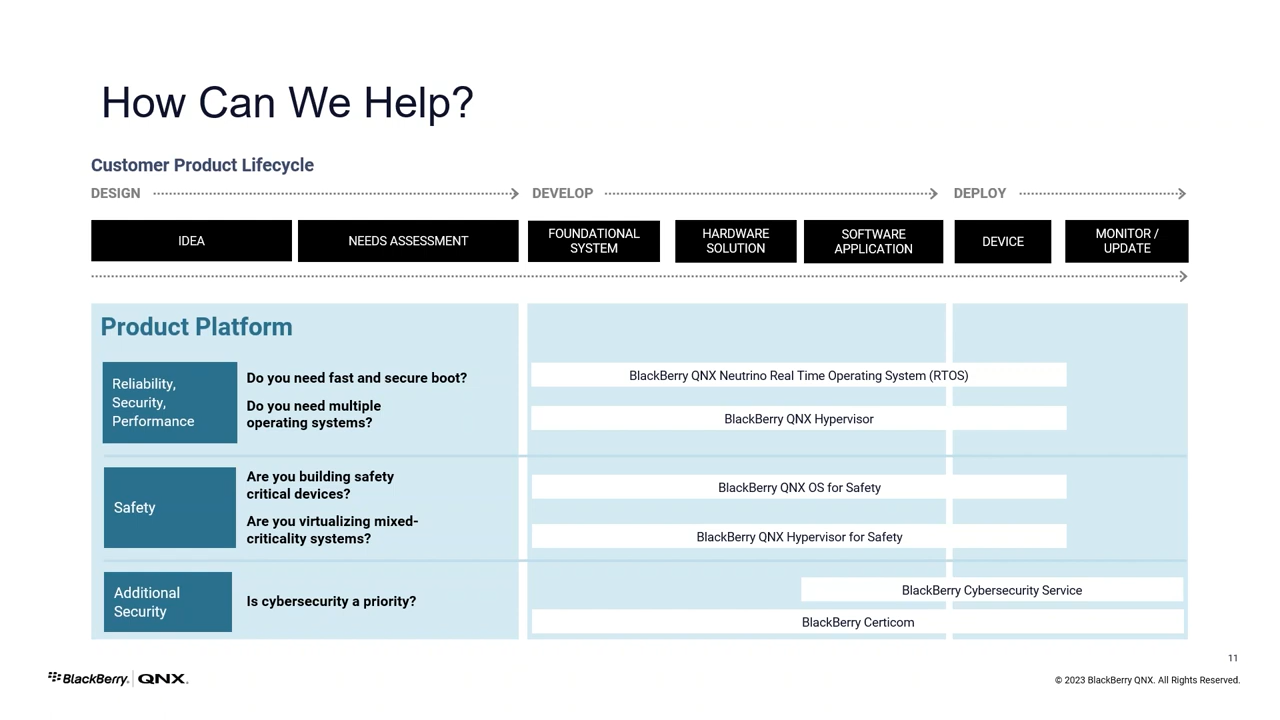 How Can We Help?
Customer Product Lifecycle
DESIGN
DEVELOP
DEPLOY
IDEA
NEEDS ASSESSMENT
FOUNDATIONAL
SYSTEM
HARDWARE
SOLUTION
SOFTWARE
APPLICATION
DEVICE
MONITOR /
UPDATE
Product Platform
Reliability,
Security,
Performance
Do you need fast and secure boot?
Do you need multiple
operating systems?
BlackBerry QNX Neutrino Real Time Operating System (RTOS)
BlackBerry QNX Hypervisor
Safety
Are you building safety
critical devices?
Are you virtualizing mixed-
criticality systems?
BlackBerry QNX OS for Safety
BlackBerry QNX Hypervisor for Safety
Additional
Security
Is cybersecurity a priority?
BlackBerry Cybersecurity Service
BlackBerry Certicom
11
BlackBerry. QNX.
© 2023 BlackBerry QNX. All Rights Reserved.